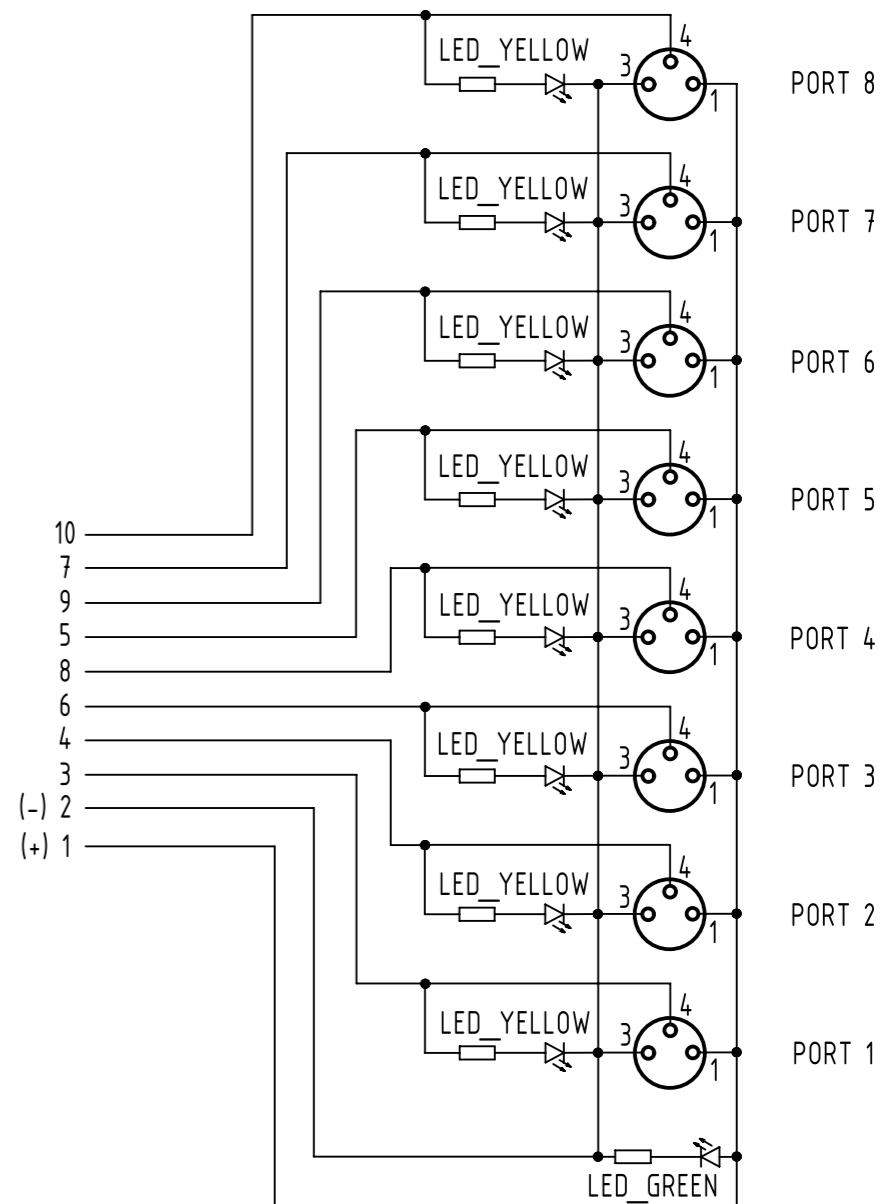 4
LED_YELLOW
3
1
PORT 8
4
LED_YELLOW
3
1
PORT 7
4
LED_YELLOW
3
1
PORT 6
4
LED_YELLOW
3
1
PORT 5
10
7
9
5
8
6
4
3
(-) 2
(+) 1
4
LED_YELLOW
3
1
PORT 4
4
LED_YELLOW
3
1
PORT 3
4
LED_YELLOW
3
1
PORT 2
4
LED_YELLOW
3
1
PORT 1
LED_GREEN